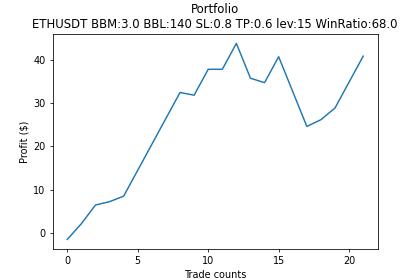 Portfolio
ETHUSDT BBM:3.0 BBL:140 SL:0.8 TP:0.6 lev:15 WinRatio:68.0
40
30
20
10
0
Profit ($)
0 5 10 15 20
Trade counts